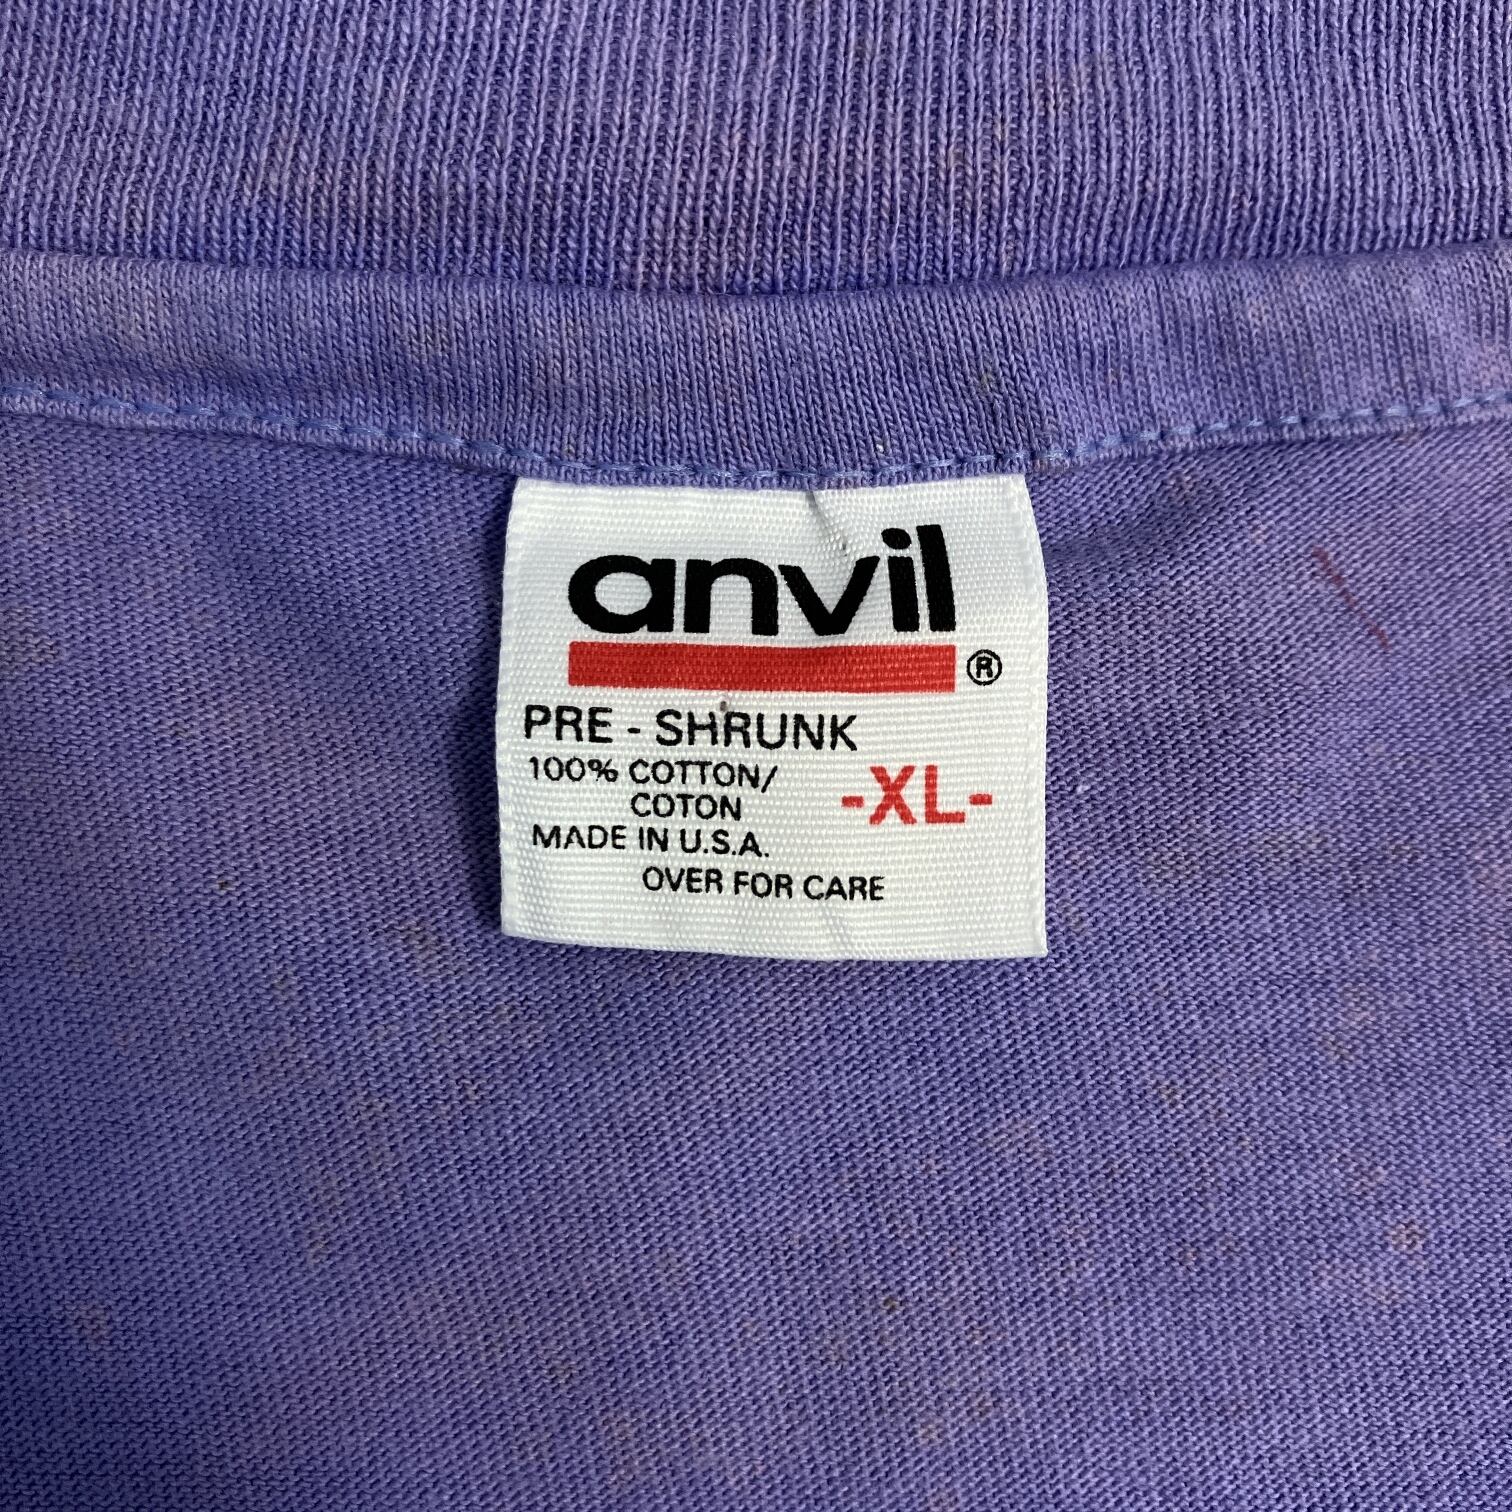 anvil
®
PRE - SHRUNK
100% COTTON/
COTON
-XL-
MADE IN U.S.A.
OVER FOR CARE